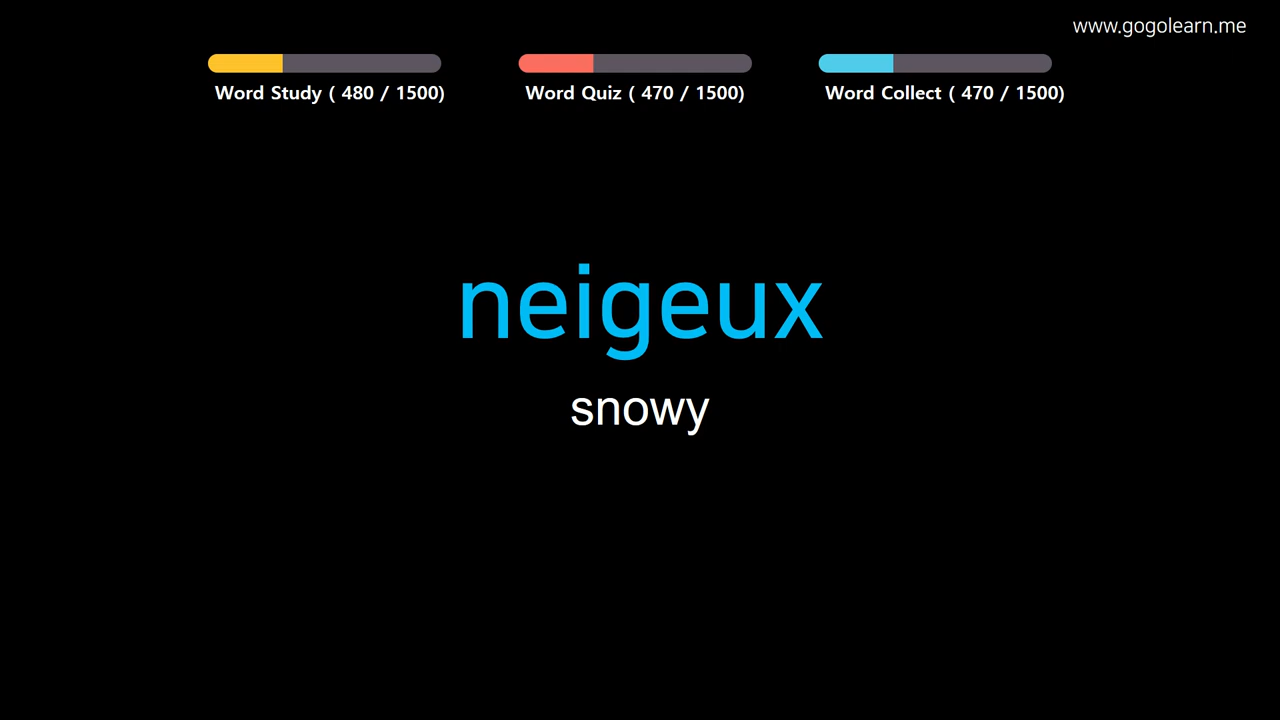 www.gogolearn.me
Word Study ( 480 / 1500)
Word Quiz ( 470 / 1500)
Word Collect ( 470 / 1500)
neigeux
snowy